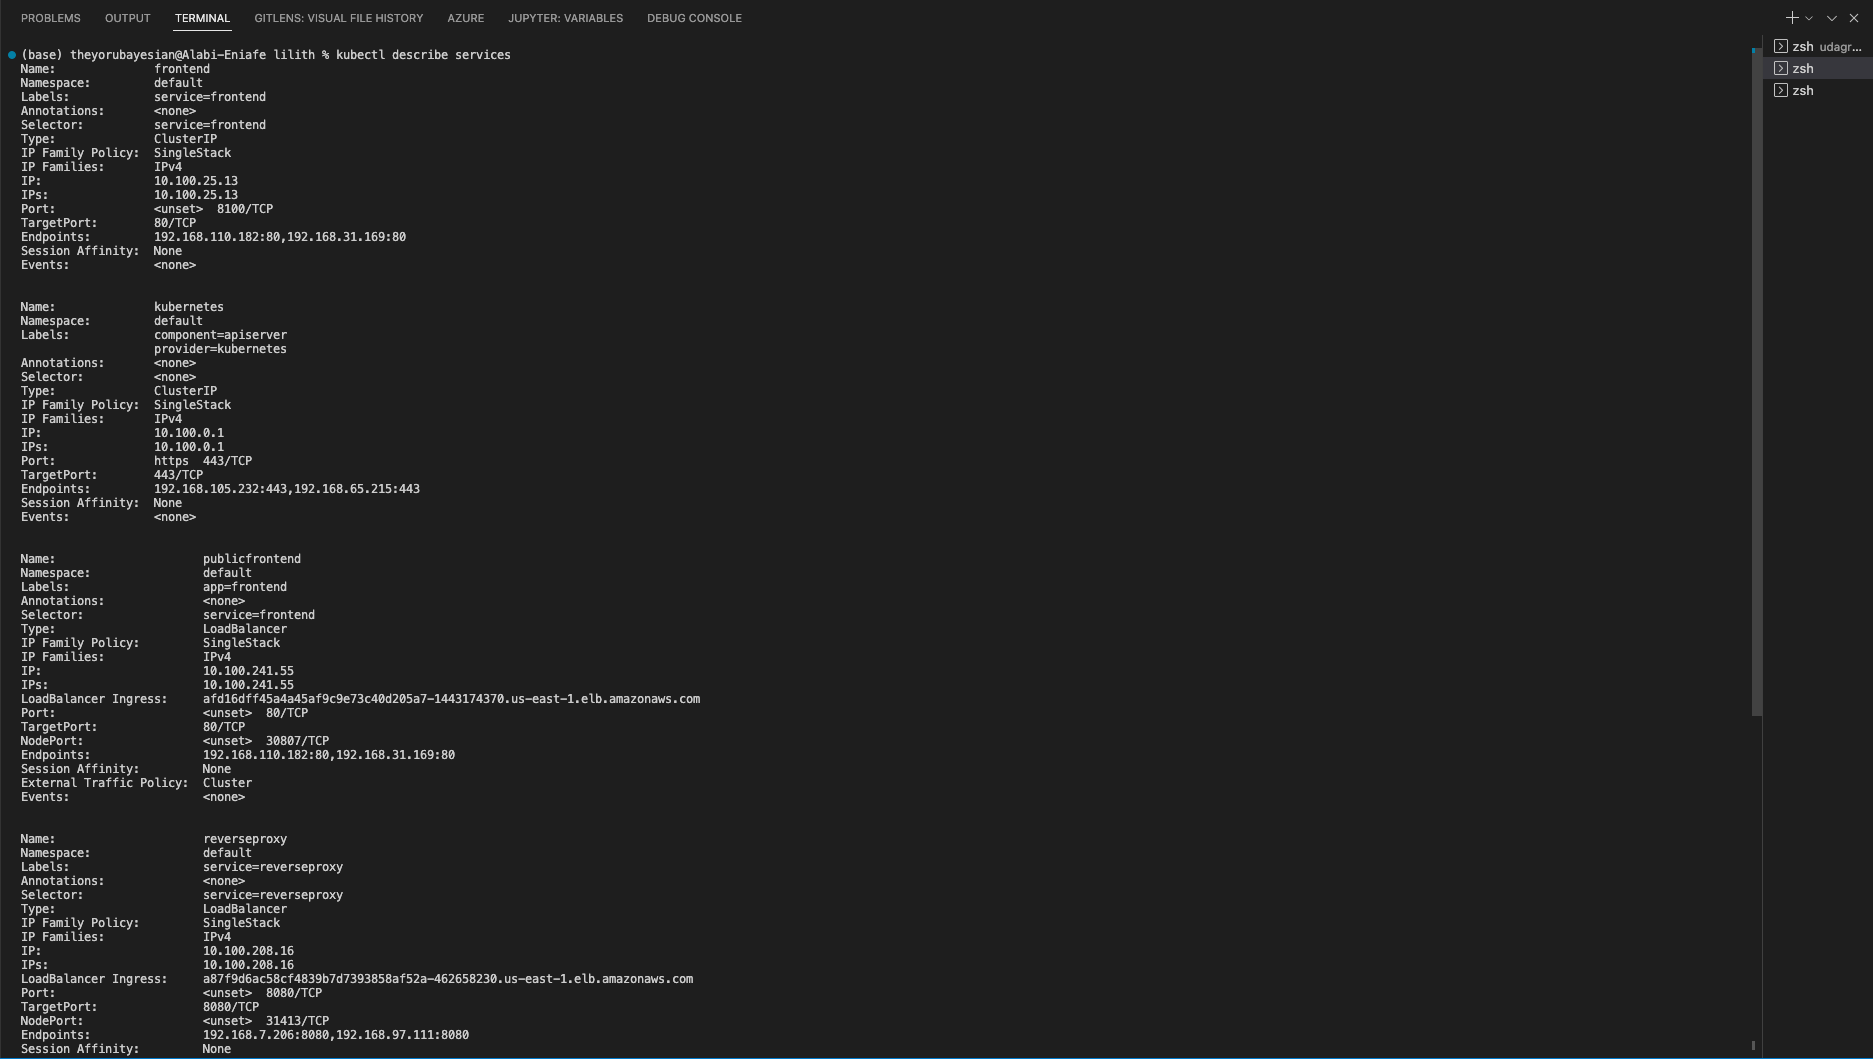 PROBLEMS OUTPUT TERMINAL GITLENS: VISUAL FILE HISTORY AZURE JUPYTER: VARIABLES DEBUG CONSOLE
(base) theyorubayesian@Alabi-Eniafe lilith % kubectl describe services
Name: frontend
Namespace: default
Labels: service=frontend
Annotations: <none>
Selector: service=frontend
Type: ClusterIP
IP Family Policy: SingleStack
IP Families: IPv4
IP: 10.100.25.13
IPs: 10.100.25.13
Port: <unset> 8100/TCP
TargetPort: 80/TCP
Endpoints: 192.168.110.182:80,192.168.31.169:80
Session Affinity: None
Events: <none>
Name: kubernetes
Namespace: default
Labels: component=apiserver
provider=kubernetes
Annotations: <none>
Selector: <none>
Type: ClusterIP
IP Family Policy: SingleStack
IP Families: IPv4
IP: 10.100.0.1
IPs: 10.100.0.1
Port: https 443/TCP
TargetPort: 443/TCP
Endpoints: 192.168.105.232:443,192.168.65.215:443
Session Affinity: None
Events: <none>
Name: publicfrontend
Namespace: default
Labels: app=frontend
Annotations: <none>
Selector: service=frontend
Type: LoadBalancer
IP Family Policy: SingleStack
IP Families: IPv4
IP: 10.100.241.55
IPs: 10.100.241.55
LoadBalancer Ingress: afd16dff45a4a45af9c9e73c40d205a7-1443174370.us-east-1.elb.amazonaws.com
Port: <unset> 80/TCP
TargetPort: 80/TCP
NodePort: <unset> 30807/TCP
Endpoints: 192.168.110.182:80,192.168.31.169:80
Session Affinity: None
External Traffic Policy: Cluster
Events: <none>
Name: reverseproxy
Namespace: default
Labels: service=reverseproxy
Annotations: <none>
Selector: service=reverseproxy
Type: LoadBalancer
IP Family Policy: SingleStack
IP Families: IPv4
IP: 10.100.208.16
IPs: 10.100.208.16
LoadBalancer Ingress: a87f9d6ac58cf4839b7d7393858af52a-462658230.us-east-1.elb.amazonaws.com
Port: <unset> 8080/TCP
TargetPort: 8080/TCP
NodePort: <unset> 31413/TCP
Endpoints: 192.168.7.206:8080,192.168.97.111:8080
Session Affinity: None
zsh udagr...
zsh
zsh